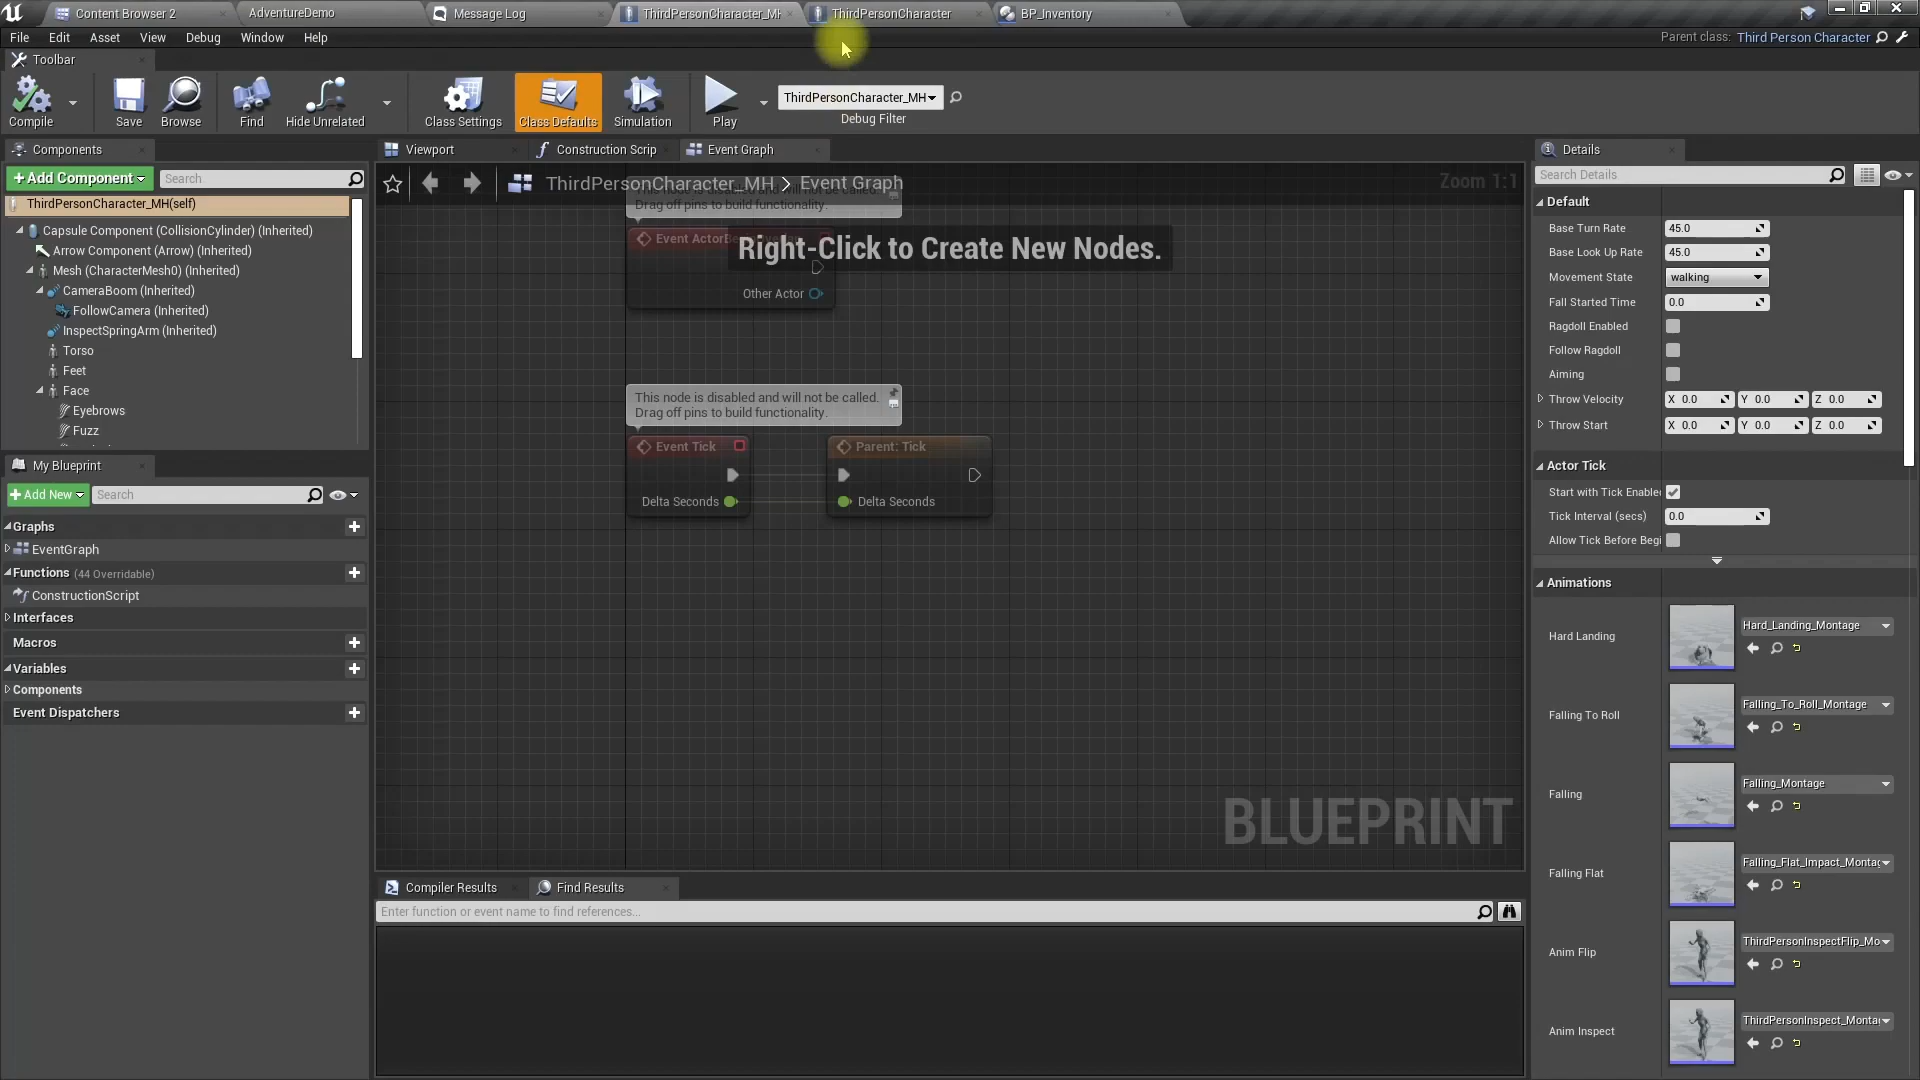 Content Browser 2
AdventureDemo
Message Log
ThirdPersonCharacter_MH
ThirdPersonCharacter
BP_Inventory
File Edit Asset View Debug Window Help
Parent class: Third Person Character
Toolbar
Compile
Save
Browse
Find
Hide Unrelated
Class Settings
Class Defaults
Simulation
Play
ThirdPersonCharacter_MH
Debug Filter
Components
+Add Component
Search
ThirdPersonCharacter_MH(self)
Capsule Component (CollisionCylinder) (Inherited)
Arrow Component (Arrow) (Inherited)
Mesh (CharacterMesh0) (Inherited)
CameraBoom (Inherited)
FollowCamera (Inherited)
InspectSpringArm (Inherited)
Torso
Feet
Face
Eyebrows
Fuzz
My Blueprint
+Add New
Search
Graphs
EventGraph
Functions (44 Overridable)
ConstructionScript
Interfaces
Macros
Variables
Components
Event Dispatchers
Viewport
Construction Scrip
Event Graph
ThirdPersonCharacter_MH > Event Graph
Zoom 1:1
This node is disabled and will not be called.
Drag off pins to build functionality.
Right-Click to Create New Nodes.
Other Actor
This node is disabled and will not be called.
Drag off pins to build functionality.
Event Tick
Delta Seconds
Parent: Tick
Delta Seconds
BLUEPRINT
Compiler Results
Find Results
Enter function or event name to find references...
Details
Search Details
Default
Base Turn Rate 45.0
Base Look Up Rate 45.0
Movement State walking
Fall Started Time 0.0
Ragdoll Enabled
Follow Ragdoll
Aiming
Throw Velocity X 0.0 Y 0.0 Z 0.0
Throw Start X 0.0 Y 0.0 Z 0.0
Actor Tick
Start with Tick Enable
Tick Interval (secs) 0.0
Allow Tick Before Begi
Animations
Hard Landing Hard_Landing_Montage
Falling To Roll Falling_To_Roll_Montage
Falling Falling_Montage
Falling Flat Falling_Flat_Impact_Montag
Anim Flip ThirdPersonInspectFlip_Mo
Anim Inspect ThirdPersonInspect_Monta